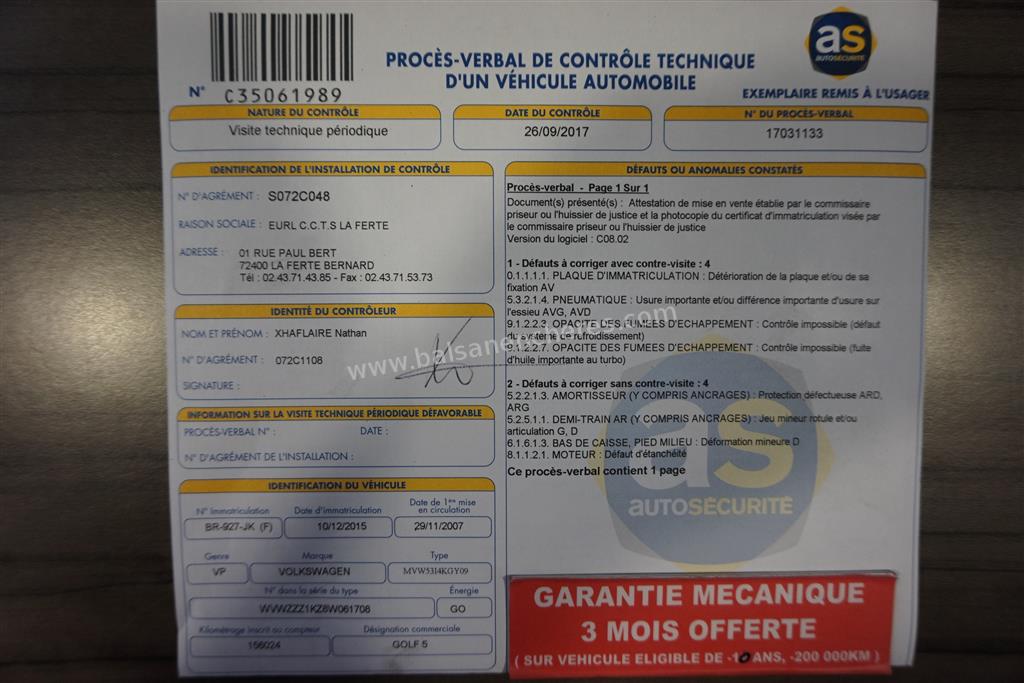 N° C35061989
PROCÈS-VERBAL DE CONTRÔLE TECHNIQUE
D'UN VÉHICULE AUTOMOBILE
as
AUTOSÉCURITÉ
EXEMPLAIRE REMIS À L'USAGER
NATURE DU CONTRÔLE
Visite technique périodique
DATE DU CONTRÔLE
26/09/2017
N° DU PROCÈS-VERBAL
17031133
IDENTIFICATION DE L'INSTALLATION DE CONTRÔLE
N° D'AGRÉMENT : S072C048
RAISON SOCIALE : EURL C.C.T.S LA FERTE
ADRESSE : 01 RUE PAUL BERT
72400 LA FERTE BERNARD
Tél : 02.43.71.43.85 - Fax : 02.43.71.53.73
IDENTITÉ DU CONTRÔLEUR
NOM ET PRÉNOM : XHAFLAIRE Nathan
N° D'AGRÉMENT : 072C1108
SIGNATURE :
INFORMATION SUR LA VISITE TECHNIQUE PÉRIODIQUE DÉFAVORABLE
PROCÈS-VERBAL N° : DATE :
N° D'AGRÉMENT DE L'INSTALLATION :
IDENTIFICATION DU VÉHICULE
N° Immatriculation Date d'immatriculation Date de 1ère mise
en circulation
BR-927-JK (F) 10/12/2015 29/11/2007
Genre Marque Type
VP VOLKSWAGEN MVW5314KGY09
N° dans la série du type Énergie
WVWZZZ1KZ8W061708 GO
Kilométrage inscrit au compteur Désignation commerciale
156024 GOLF 5
DÉFAUTS OU ANOMALIES CONSTATÉS
Procès-verbal - Page 1 Sur 1
Document(s) présenté(s) : Attestation de mise en vente établie par le commissaire
priseur ou l'huissier de justice et la photocopie du certificat d'immatriculation visée par
le commissaire priseur ou l'huissier de justice
Version du logiciel : C08.02
1 - Défauts à corriger avec contre-visite : 4
0.1.1.1.1. PLAQUE D'IMMATRICULATION : Détérioration de la plaque et/ou de sa
fixation AV
5.3.2.1.4. PNEUMATIQUE : Usure importante et/ou différence importante d'usure sur
l'essieu AVG, AVD
9.1.2.2.3. OPACITE DES FUMEES D'ECHAPPEMENT : Contrôle impossible (défaut
du système de refroidissement)
9.1.2.2.7. OPACITE DES FUMEES D'ECHAPPEMENT : Contrôle impossible (fuite
d'huile importante au turbo)
2 - Défauts à corriger sans contre-visite : 4
5.2.2.1.3. AMORTISSEUR (Y COMPRIS ANCRAGES) : Protection défectueuse ARD,
ARG
5.2.5.1.1. DEMI-TRAIN AR (Y COMPRIS ANCRAGES) : Jeu mineur rotule et/ou
articulation G, D
6.1.6.1.3. BAS DE CAISSE, PIED MILIEU : Déformation mineure D
8.1.1.2.1. MOTEUR : Défaut d'étanchéité
Ce procès-verbal contient 1 page
as
AUTOSÉCURITÉ
GARANTIE MECANIQUE
3 MOIS OFFERTE
( SUR VEHICULE ELIGIBLE DE -10 ANS, -200 000KM )